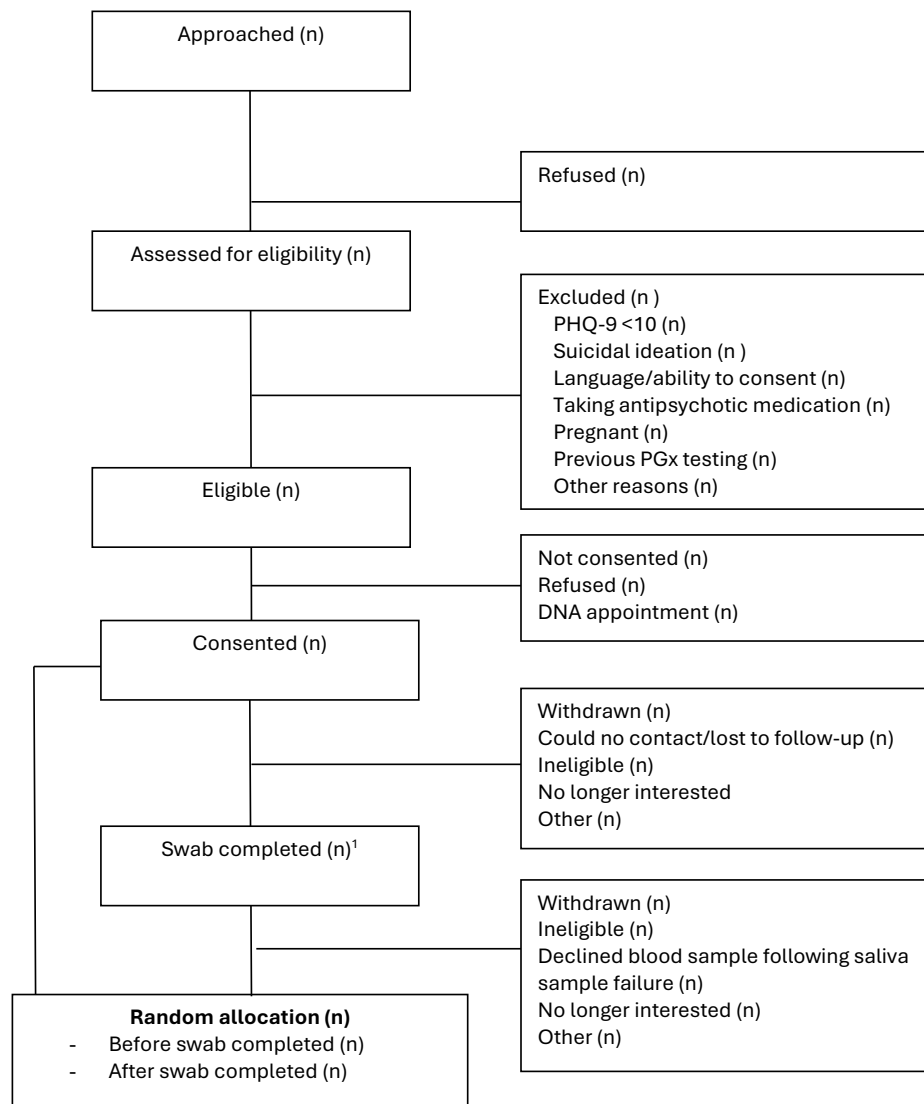 Approached (n)
Refused (n)
Assessed for eligibility (n)
Excluded (n )
PHQ-9 <10 (n)
Suicidal ideation (n )
Language/ability to consent (n)
Taking antipsychotic medication (n)
Pregnant (n)
Previous PGx testing (n)
Other reasons (n)
Eligible (n)
Not consented (n)
Refused (n)
DNA appointment (n)
Consented (n)
Withdrawn (n)
Could no contact/lost to follow-up (n)
Ineligible (n)
No longer interested
Other (n)
Swab completed (n)¹
Withdrawn (n)
Ineligible (n)
Declined blood sample following saliva
sample failure (n)
No longer interested (n)
Other (n)
Random allocation (n)
- Before swab completed (n)
- After swab completed (n)